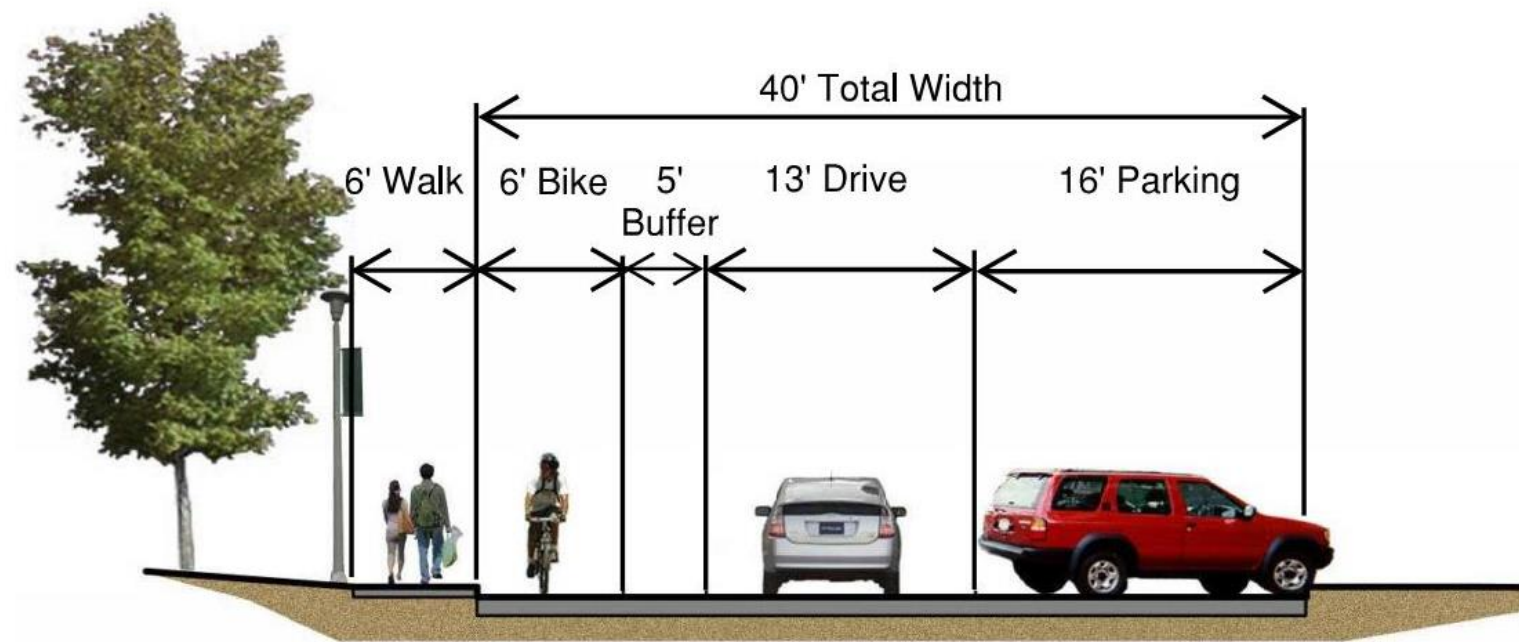 40' Total Width
6' Walk
6' Bike
5'
Buffer
13' Drive
16' Parking